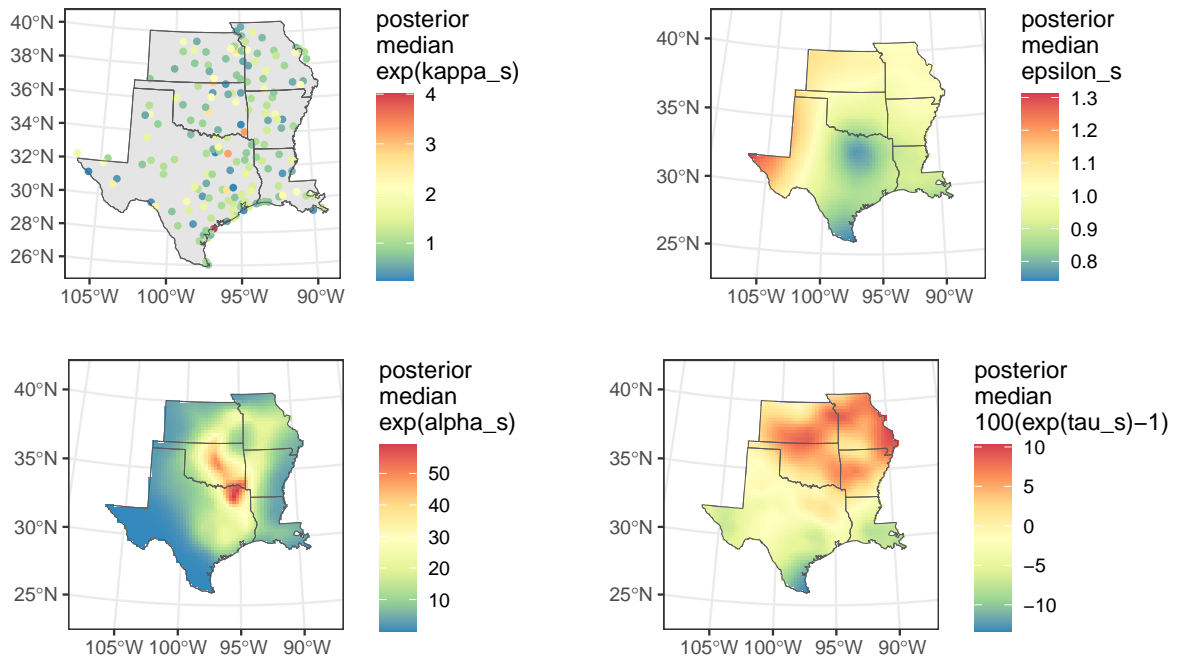 posterior
median
exp(kappa_s)
40°N
38°N
36°N
34°N
32°N
30°N
28°N
26°N
105°W 100°W 95°W 90°W
4
3
2
1
posterior
median
epsilon_s
40°N
35°N
30°N
25°N
105°W 100°W 95°W 90°W
1.3
1.2
1.1
1.0
0.9
0.8
posterior
median
exp(alpha_s)
40°N
35°N
30°N
25°N
105°W 100°W 95°W 90°W
50
40
30
20
10
posterior
median
100(exp(tau_s)−1)
40°N
35°N
30°N
25°N
105°W 100°W 95°W 90°W
10
5
0
−5
−10